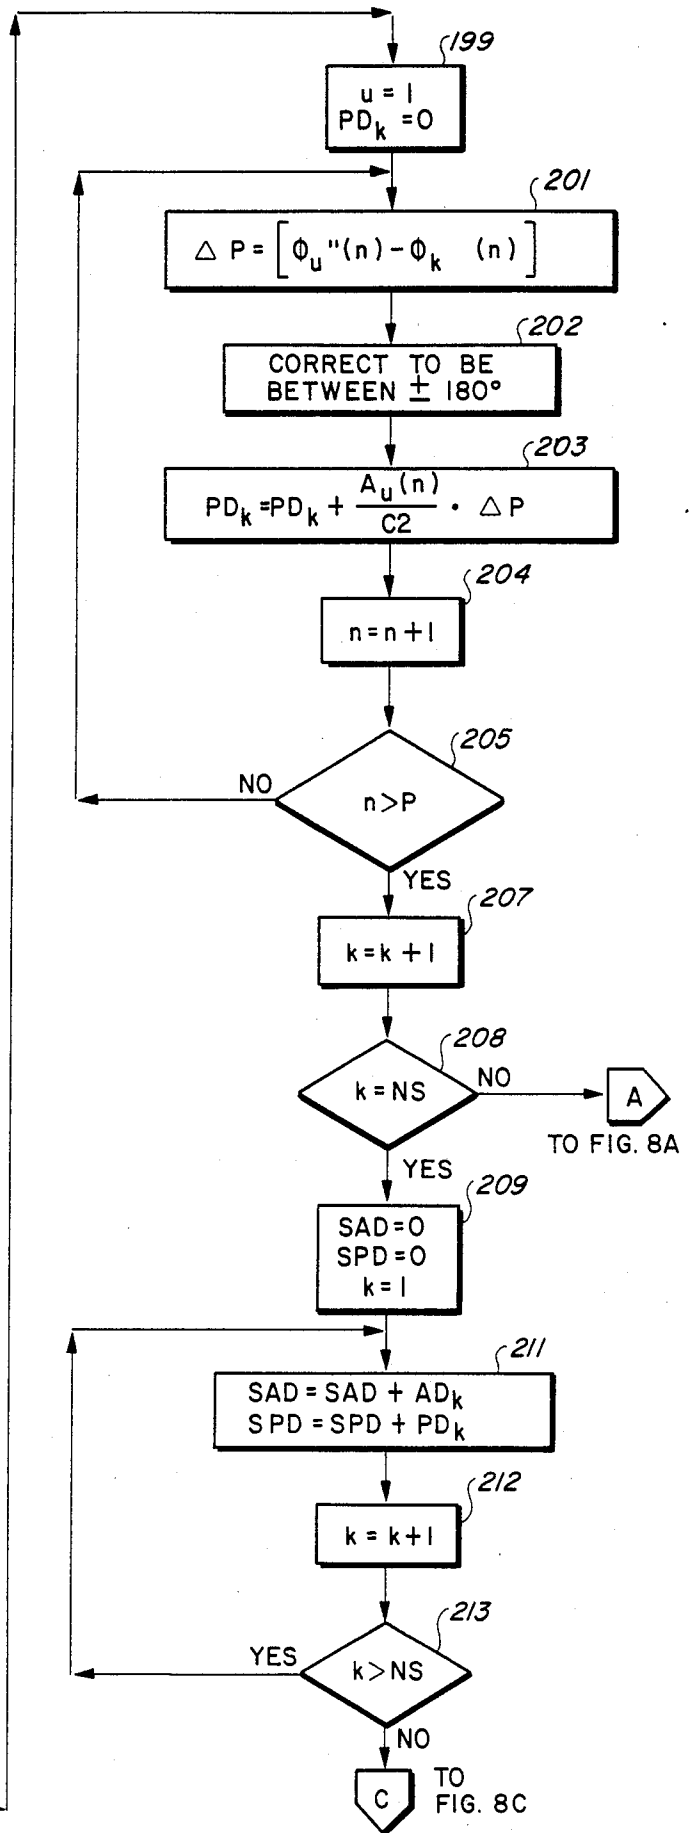 199
u = 1
PDk = 0
201
△ P = [ Φu"(n) - Φk (n) ]
202
CORRECT TO BE
BETWEEN ± 180°
203
PDk = PDk + Au(n)/C2 · △ P
204
n = n + 1
205
NO
n > P
YES
207
k = k + 1
208
k = NS
NO
A
TO FIG. 8A
YES
209
SAD = 0
SPD = 0
k = 1
211
SAD = SAD + ADk
SPD = SPD + PDk
212
k = k + 1
213
YES
k > NS
NO
C
TO
FIG. 8C